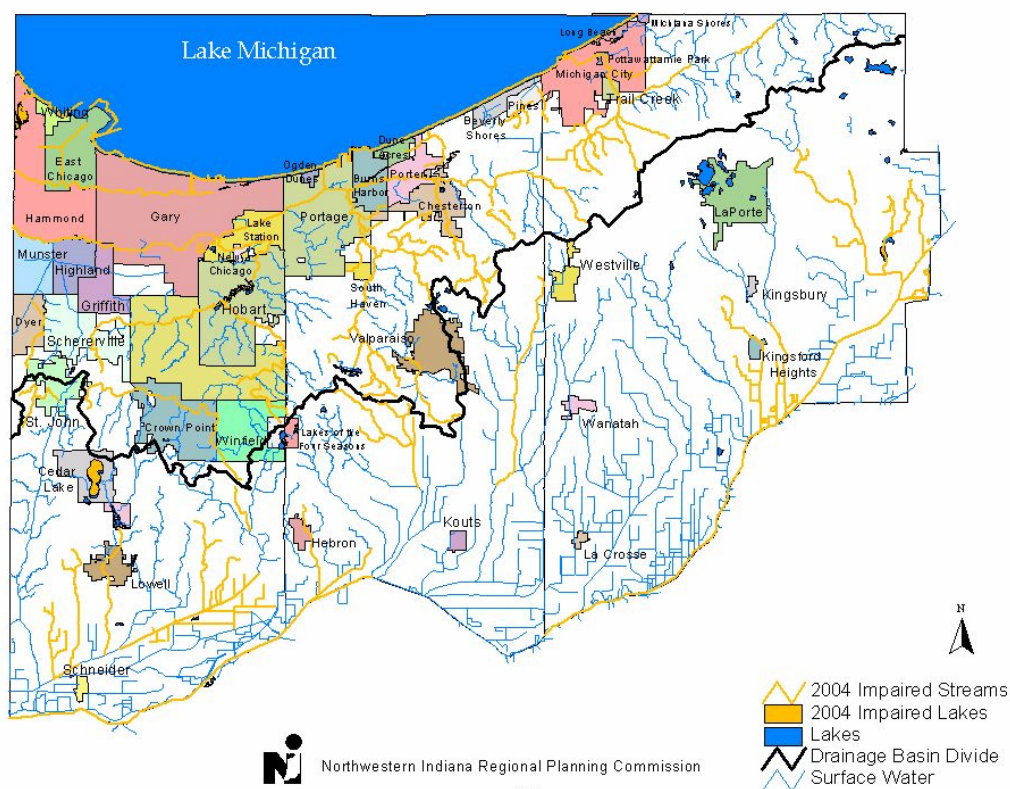 Michiana Shores
Long Beach
Lake Michigan
Pottawattamie Park
Michigan City
Trail Creek
Pines
Whiting
Beverly
Shores
Dune
Acres
East
Chicago
Ogden
Dunes
Burns
Harbor
Porter
LaPorte
Chesterton
Hammond
Gary
Portage
Lake
Station
Munster
Highland
New
Chicago
Westville
Griffith
South
Haven
Kingsbury
Dyer
Hobart
Schererville
Valparaiso
Kingsford
Heights
St. John
Crown Point
Winfield
Lakes of the
Four Seasons
Wanatah
Cedar
Lake
Kouts
Hebron
La Crosse
Lowell
N
Schneider
2004 Impaired Streams
2004 Impaired Lakes
Lakes
Drainage Basin Divide
Surface Water
Northwestern Indiana Regional Planning Commission